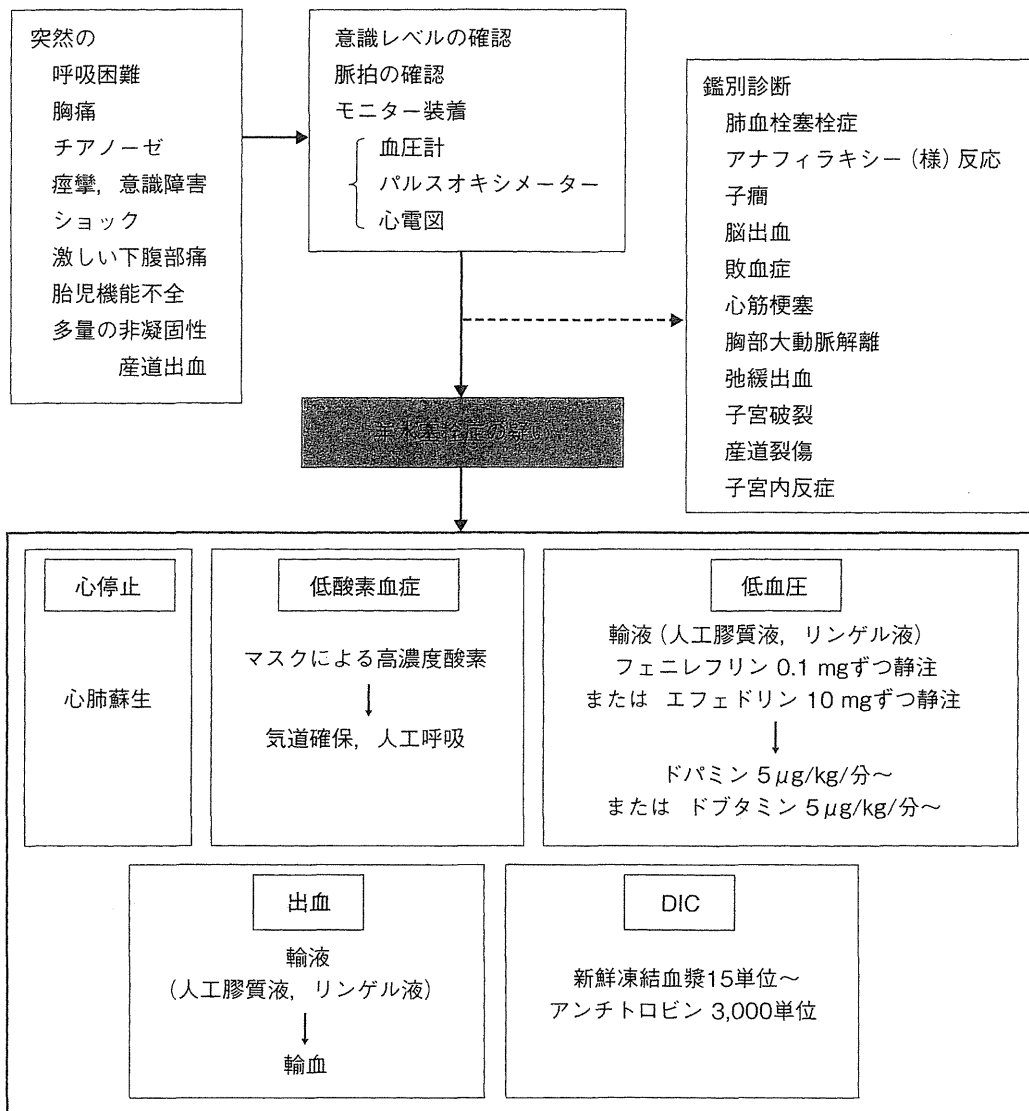 突然の
呼吸困難
胸痛
チアノーゼ
痙攣，意識障害
ショック
激しい下腹部痛
胎児機能不全
多量の非凝固性
産道出血
意識レベルの確認
脈拍の確認
モニター装着
血圧計
パルスオキシメーター
心電図
鑑別診断
肺血栓塞栓症
アナフィラキシー（様）反応
子癇
脳出血
敗血症
心筋梗塞
胸部大動脈解離
弛緩出血
子宮破裂
産道裂傷
子宮内反症
羊水塞栓症の疑い
心停止
心肺蘇生
低酸素血症
マスクによる高濃度酸素
気道確保，人工呼吸
低血圧
輸液（人工膠質液，リンゲル液）
フェニレフリン 0.1 mgずつ静注
または エフェドリン 10 mgずつ静注
ドパミン 5μg/kg/分～
または ドブタミン 5μg/kg/分～
出血
輸液
（人工膠質液，リンゲル液）
輸血
DIC
新鮮凍結血漿15単位～
アンチトロビン 3,000単位